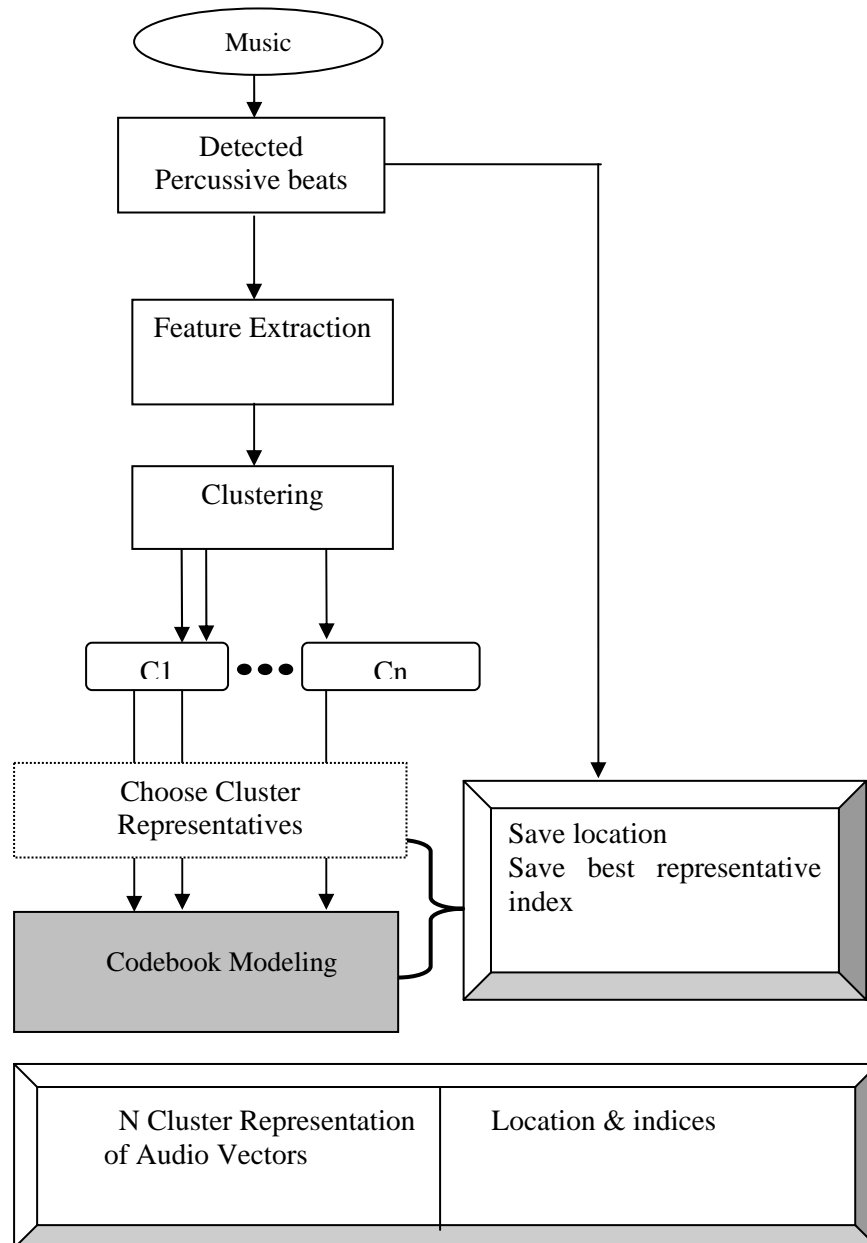 Music
Detected
Percussive beats
Feature Extraction
Clustering
C1
Cn
Choose Cluster
Representatives
Save location
Save best representative
index
Codebook Modeling
N Cluster Representation
of Audio Vectors
Location & indices